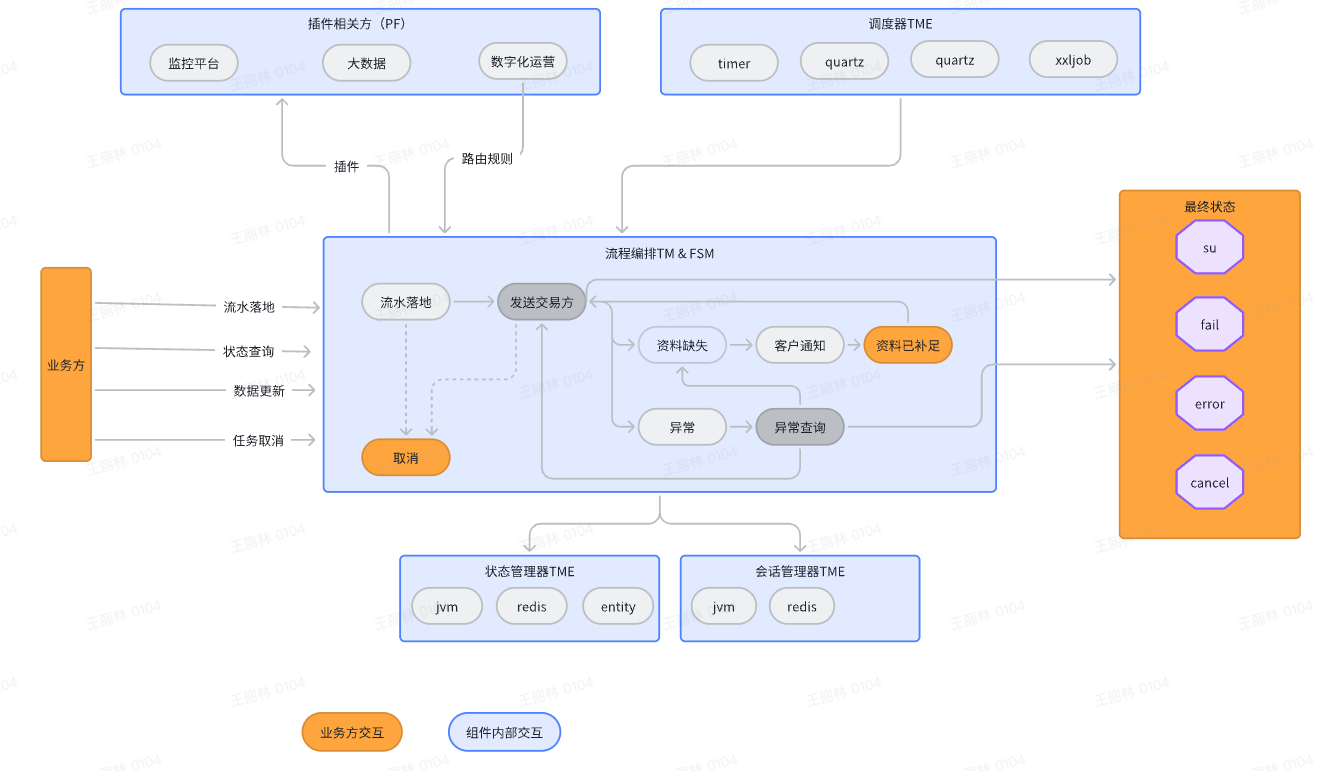 插件相关方（PF）
监控平台
大数据
数字化运营
调度器TME
timer
quartz
quartz
xxljob
插件
路由规则
业务方
流水落地
状态查询
数据更新
任务取消
流程编排TM & FSM
流水落地
发送交易方
资料缺失
客户通知
资料已补足
异常
异常查询
取消
最终状态
su
fail
error
cancel
状态管理器TME
jvm
redis
entity
会话管理器TME
jvm
redis
业务方交互
组件内部交互
王丽林 0104